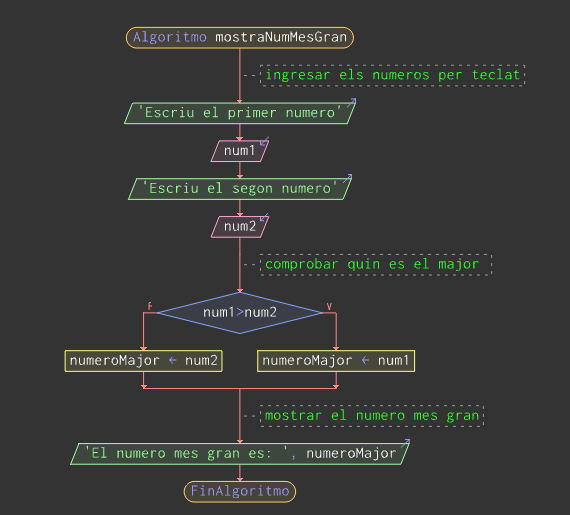 Algoritmo mostraNumMesGran
ingresar els numeros per teclat
'Escriu el primer numero'
num1
'Escriu el segon numero'
num2
comprobar quin es el major
F
V
num1>num2
numeroMajor ← num2
numeroMajor ← num1
mostrar el numero mes gran
'El numero mes gran es: ', numeroMajor
FinAlgoritmo